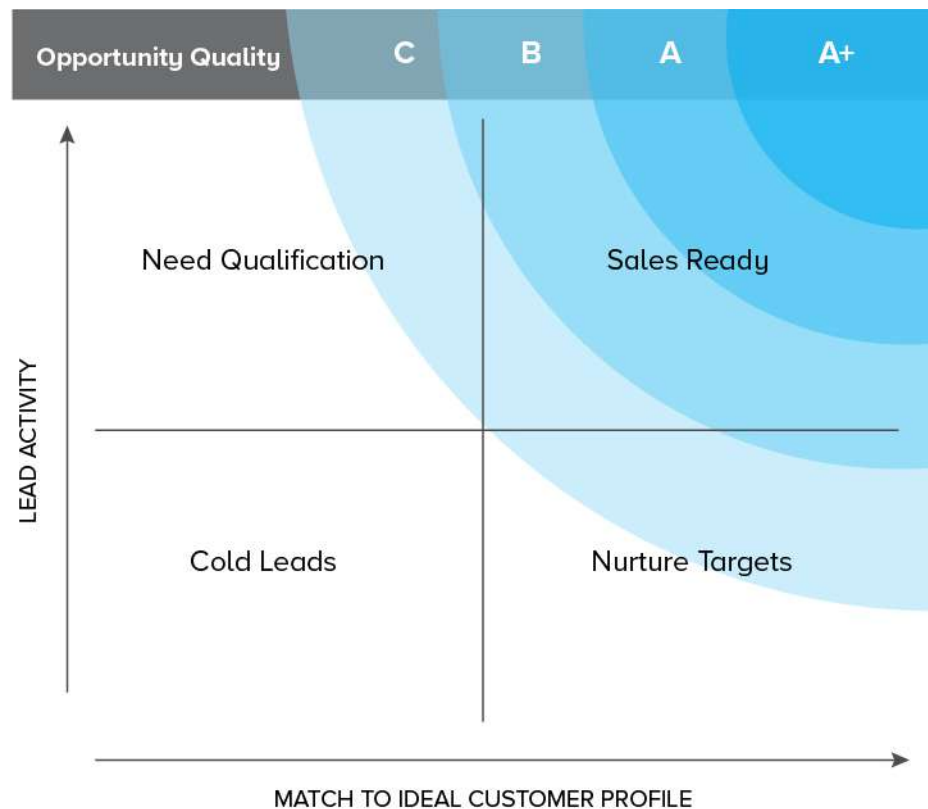 Opportunity Quality C B A A+
Need Qualification Sales Ready
LEAD ACTIVITY
Cold Leads Nurture Targets
MATCH TO IDEAL CUSTOMER PROFILE